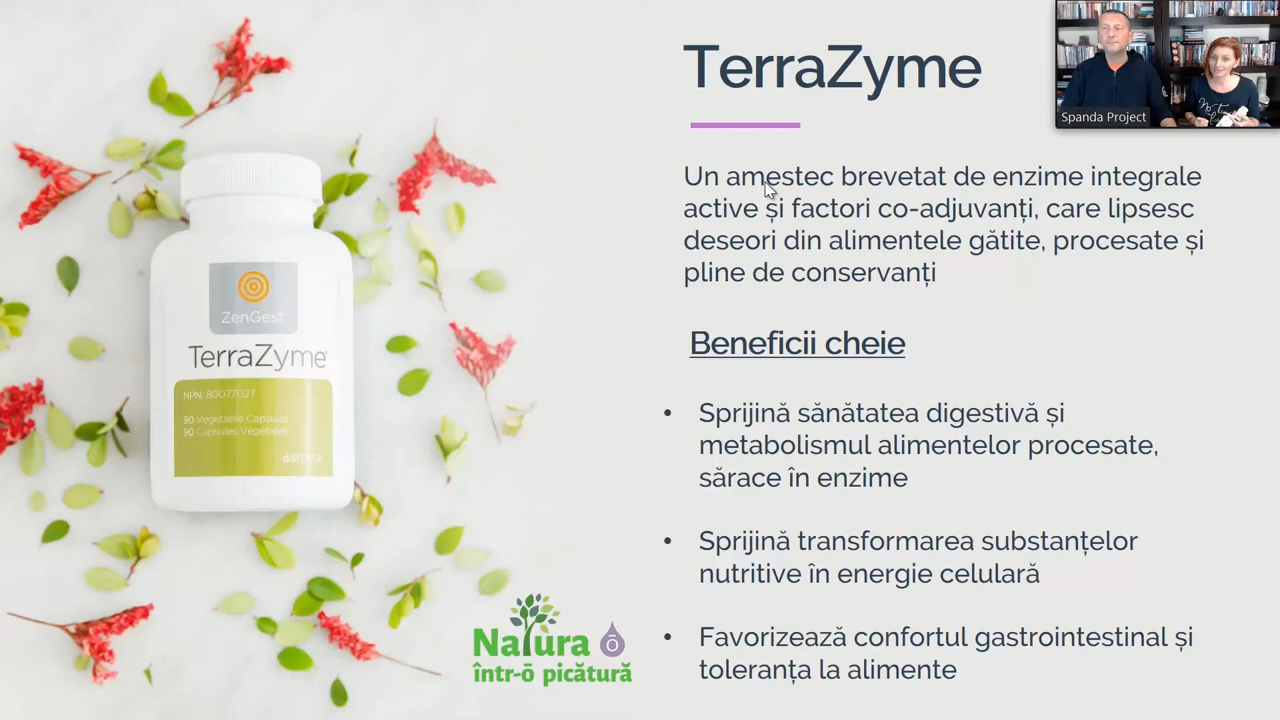 TerraZyme
Spanda Project
Un amestec brevetat de enzime integrale
active și factori co-adjuvanți, care lipsesc
deseori din alimentele gătite, procesate și
pline de conservanți
Beneficii cheie
• Sprijină sănătatea digestivă și
metabolismul alimentelor procesate,
sărace în enzime
• Sprijină transformarea substanțelor
nutritive în energie celulară
• Favorizează confortul gastrointestinal și
toleranța la alimente
ZenGest
TerraZyme
NPN: 80077027
90 Vegetable Capsules
90 Capsules Végétales
dōTERRA
Natura ō
într-ō picătură